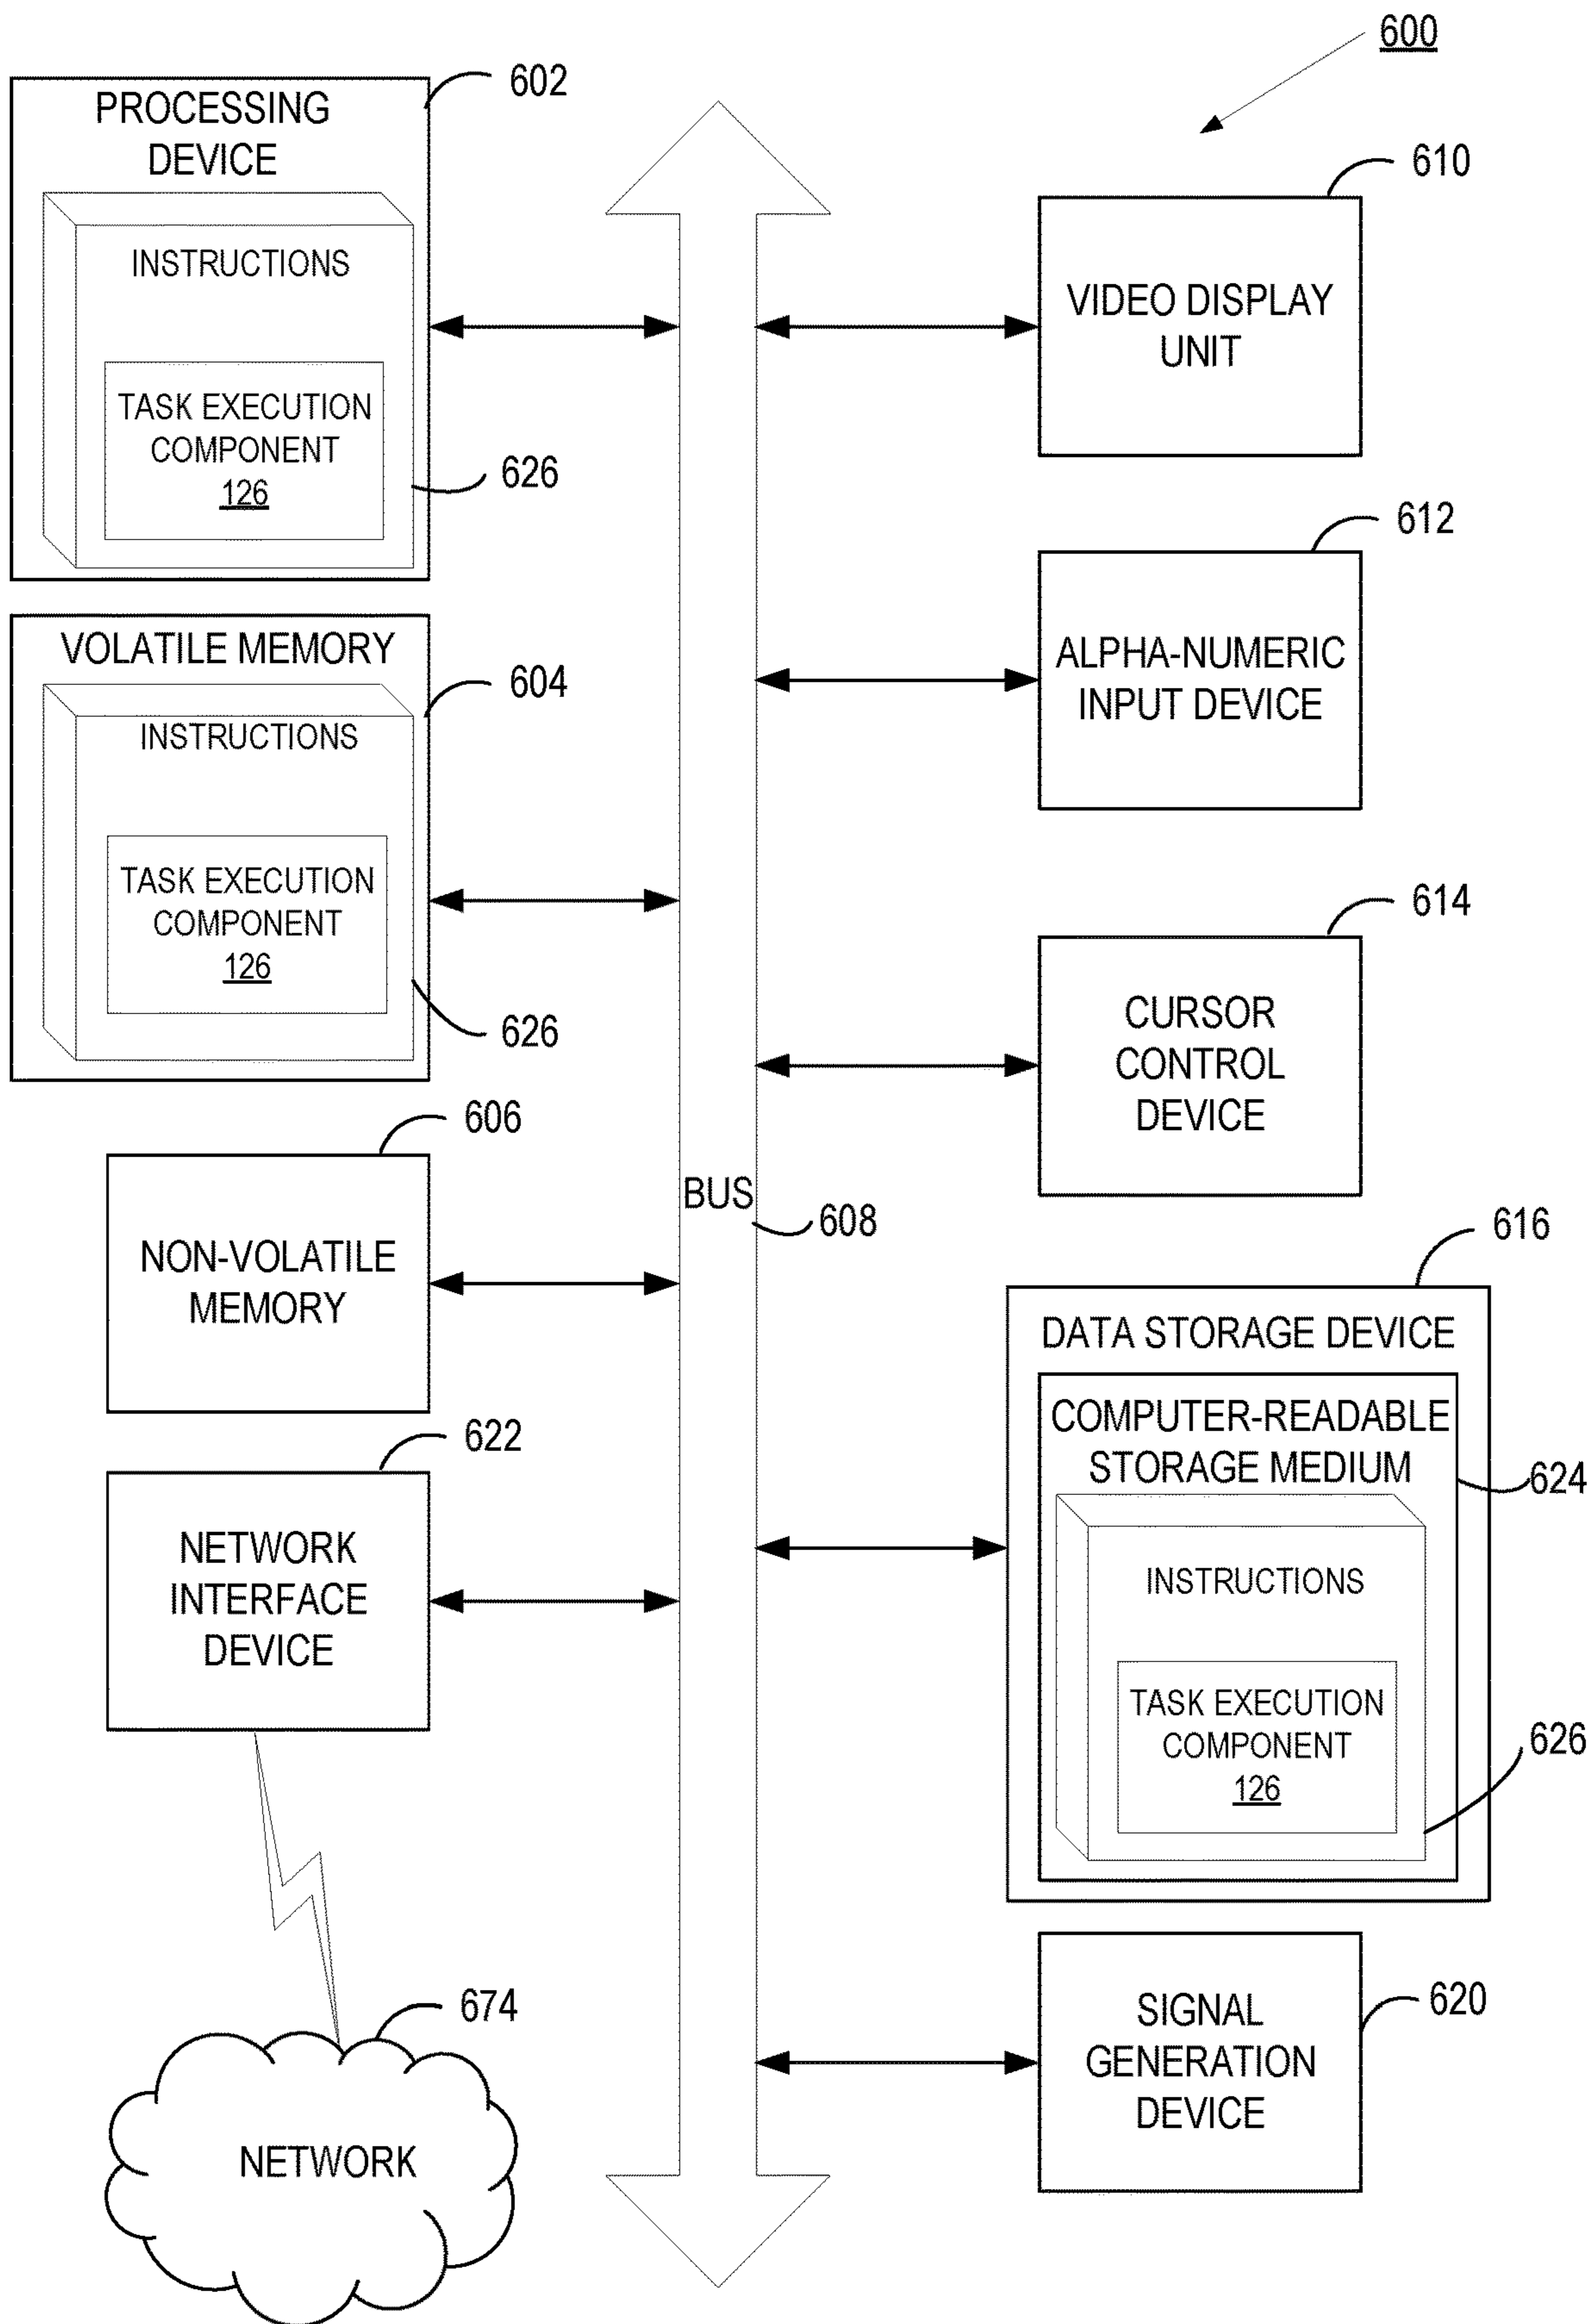 600
602
PROCESSING
DEVICE
INSTRUCTIONS
TASK EXECUTION
COMPONENT
126
626
VOLATILE MEMORY
604
INSTRUCTIONS
TASK EXECUTION
COMPONENT
126
626
606
NON-VOLATILE
MEMORY
622
NETWORK
INTERFACE
DEVICE
674
NETWORK
BUS
608
610
VIDEO DISPLAY
UNIT
612
ALPHA-NUMERIC
INPUT DEVICE
614
CURSOR
CONTROL
DEVICE
616
DATA STORAGE DEVICE
COMPUTER-READABLE
STORAGE MEDIUM
624
INSTRUCTIONS
TASK EXECUTION
COMPONENT
126
626
620
SIGNAL
GENERATION
DEVICE